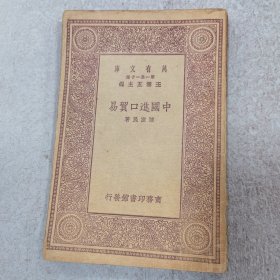 萬有文庫
第一集一千種
王雲五主編
中國進口貿易
著
商務印書館發行